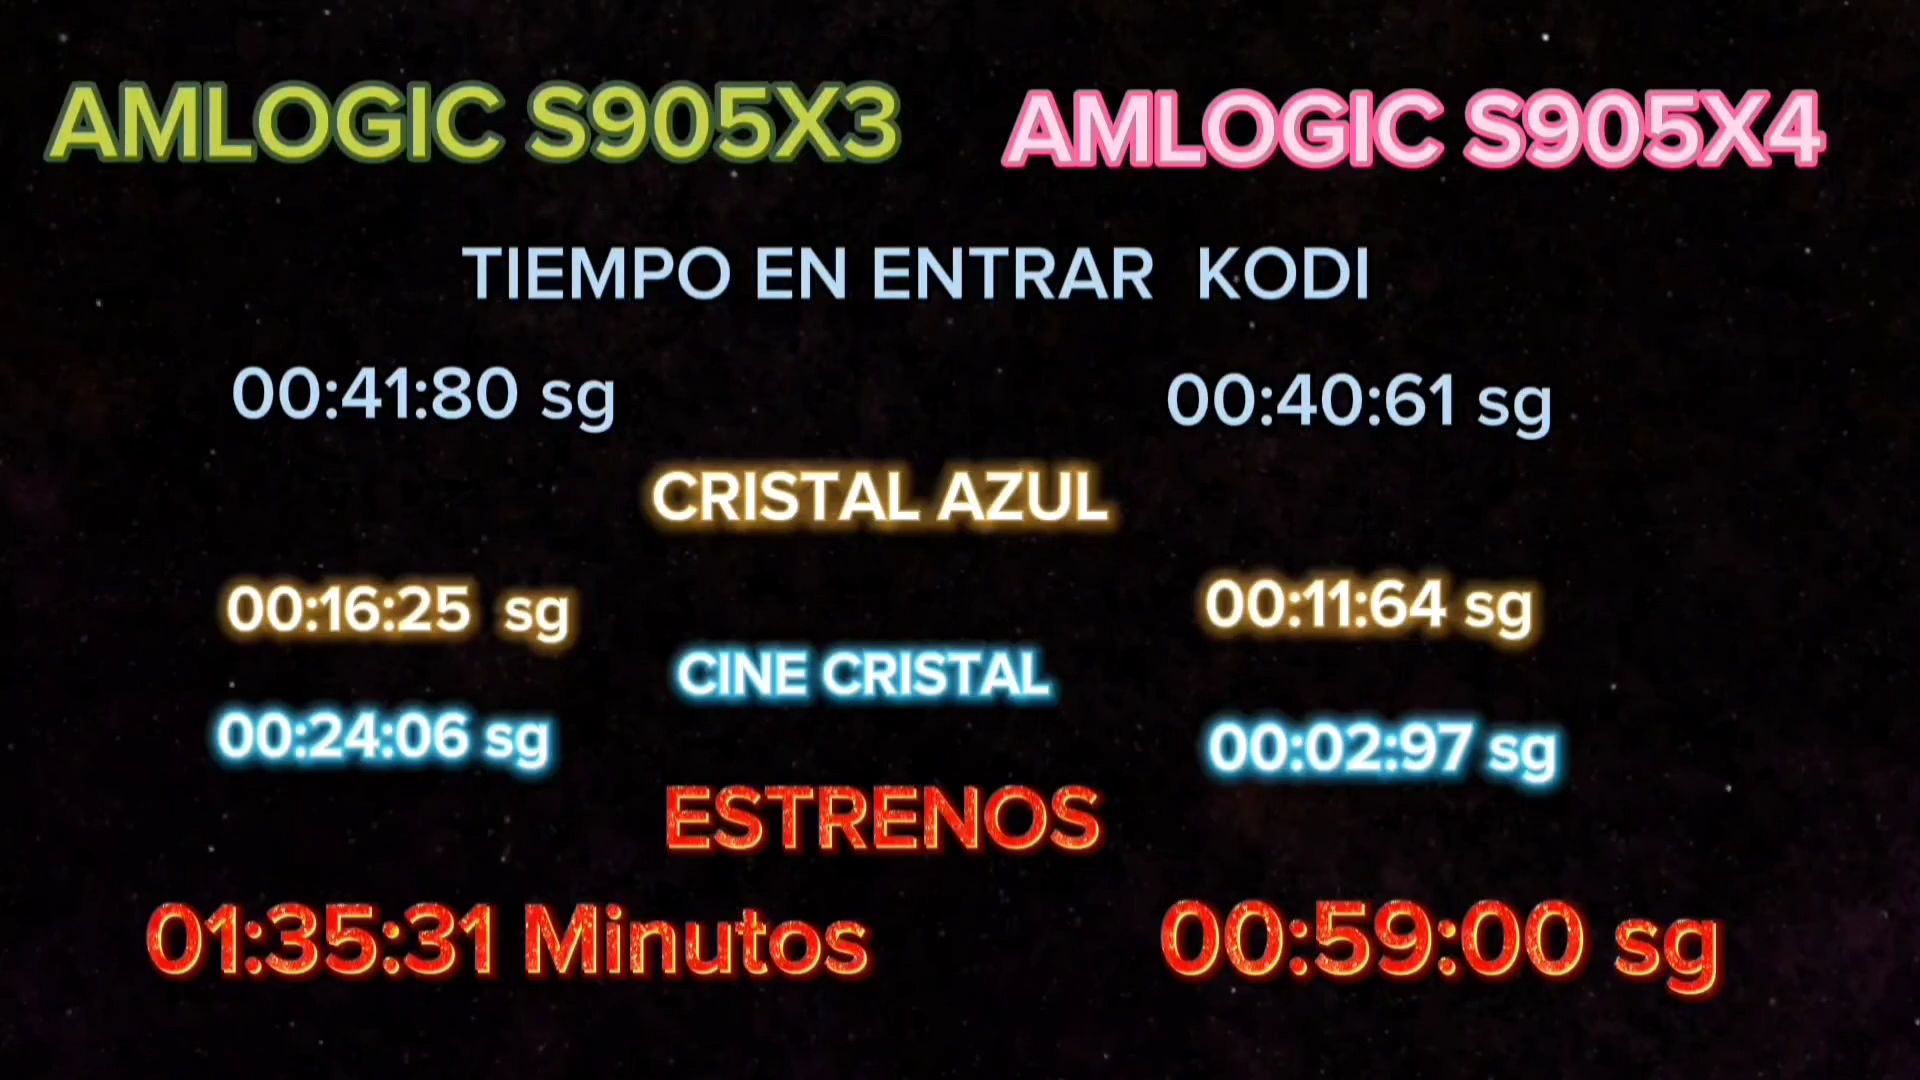 AMLOGIC S905X3 AMLOGIC S905X4
TIEMPO EN ENTRAR KODI
00:41:80 sg 00:40:61 sg
CRISTAL AZUL
00:16:25 sg 00:11:64 sg
CINE CRISTAL
00:24:06 sg 00:02:97 sg
ESTRENOS
01:35:31 Minutos 00:59:00 sg